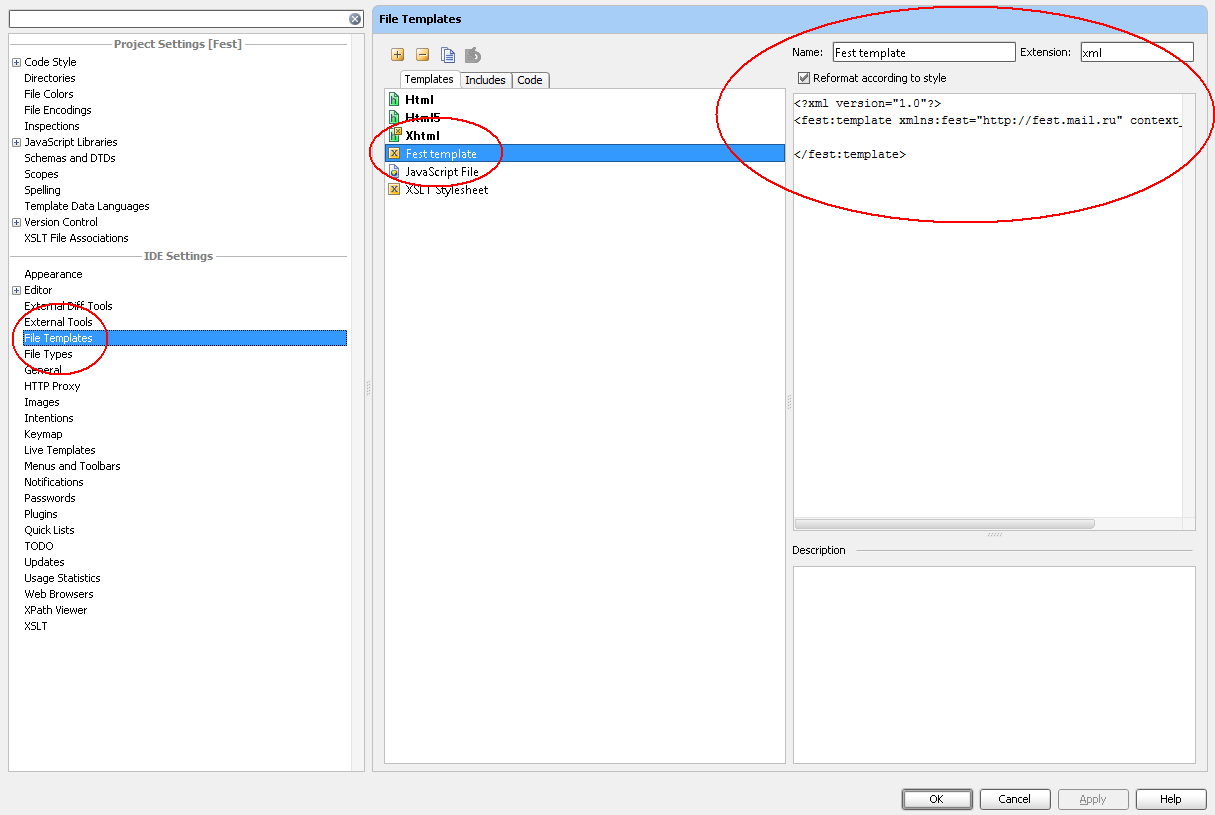 Project Settings [Fest]
Code Style
Directories
File Colors
File Encodings
Inspections
JavaScript Libraries
Schemas and DTDs
Scopes
Spelling
Template Data Languages
Version Control
XSLT File Associations
IDE Settings
Appearance
Editor
External Diff Tools
External Tools
File Templates
File Types
General
HTTP Proxy
Images
Intentions
Keymap
Live Templates
Menus and Toolbars
Notifications
Passwords
Plugins
Quick Lists
TODO
Updates
Usage Statistics
Web Browsers
XPath Viewer
XSLT
File Templates
Templates Includes Code
Html
Html5
Xhtml
Fest template
JavaScript File
XSLT Stylesheet
Name: Fest template Extension: xml
Reformat according to style
<?xml version="1.0"?>
<fest:template xmlns:fest="http://fest.mail.ru" context_
</fest:template>
Description
OK Cancel Apply Help